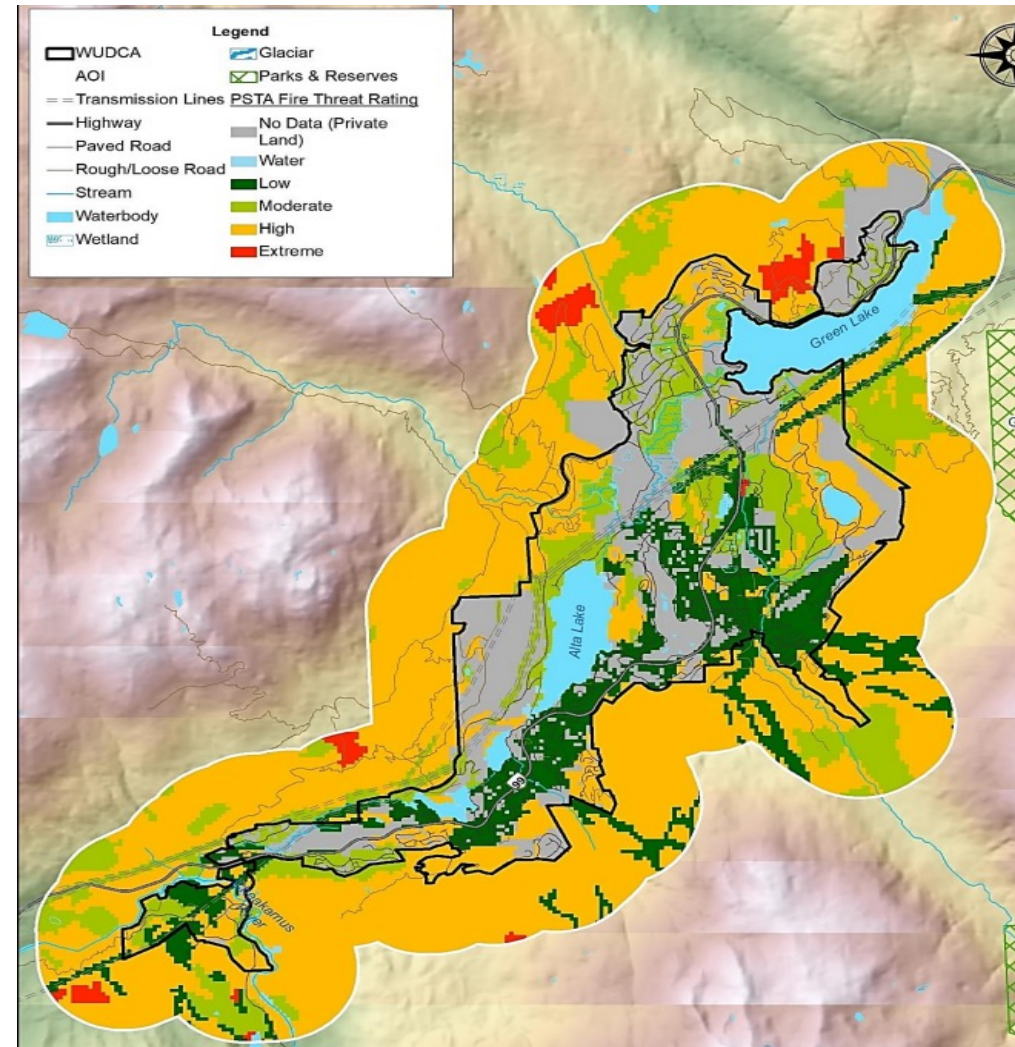 Legend
WUDCA
AOI
Transmission Lines
Highway
Paved Road
Rough/Loose Road
Stream
Waterbody
Wetland
Glaciar
Parks & Reserves
PSTA Fire Threat Rating
No Data (Private
Land)
Water
Low
Moderate
High
Extreme
Green Lake
Alta Lake
99
River
G